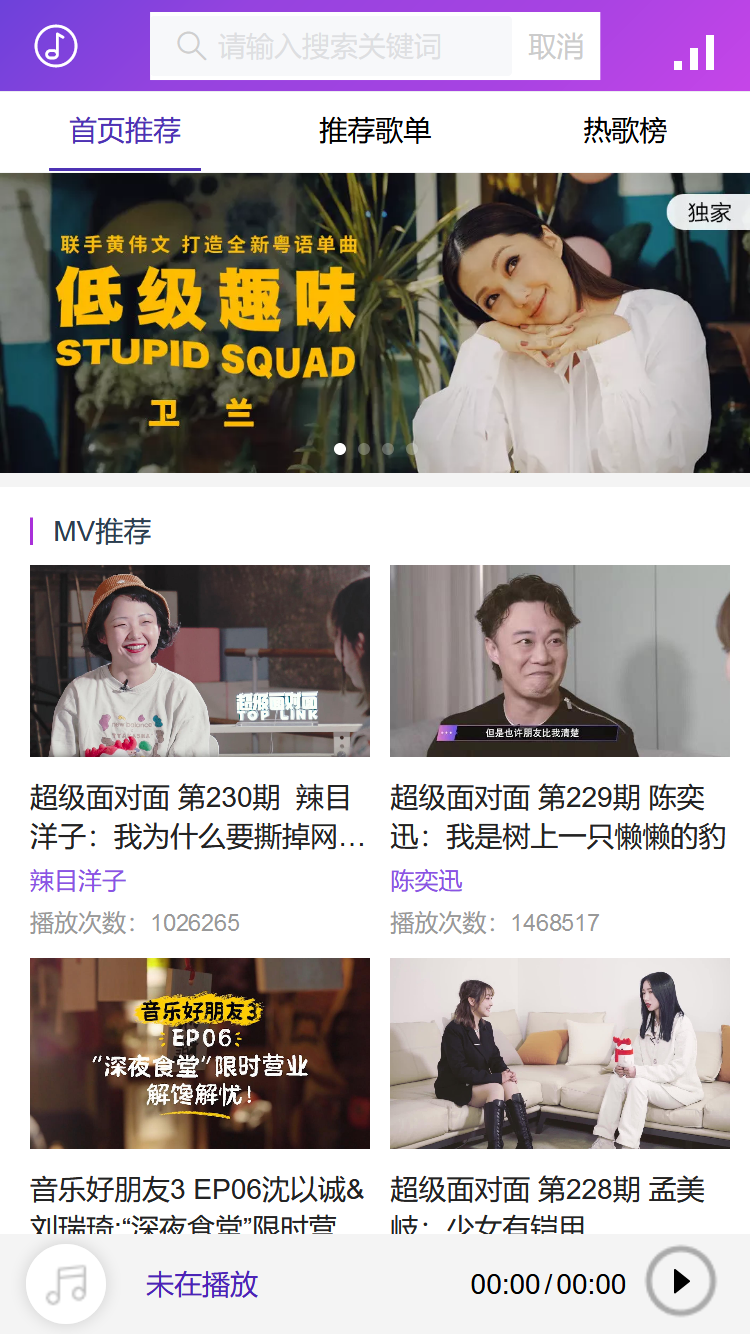 请输入搜索关键词 取消
首页推荐 推荐歌单 热歌榜
独家
联手黄伟文 打造全新粤语单曲
低级趣味
STUPID SQUAD
卫 兰
MV推荐
超级面对面
TOP LINK
但是也许朋友比我清楚
超级面对面 第230期 辣目
洋子：我为什么要撕掉网…
辣目洋子
播放次数：1026265
超级面对面 第229期 陈奕
迅：我是树上一只懒懒的豹
陈奕迅
播放次数：1468517
音乐好朋友3
EP06
“深夜食堂”限时营业
解馋解忧！
音乐好朋友3 EP06沈以诚&
刘瑞琦:“深夜食堂”限时营
超级面对面 第228期 孟美
岐：少女有铠甲
未在播放 00:00/00:00